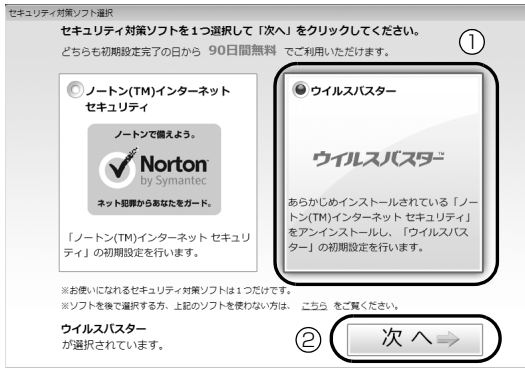 セキュリティ対策ソフト選択
セキュリティ対策ソフトを1つ選択して「次へ」をクリックしてください。
どちらも初期設定完了の日から 90日間無料 でご利用いただけます。
①
ノートン(TM)インターネット
セキュリティ
ノートンで備えよう。
Norton
by Symantec
ネット犯罪からあなたをガード。
「ノートン(TM)インターネット セキュリ
ティ」の初期設定を行います。
ウイルスバスター
ウイルスバスター™
あらかじめインストールされている「ノー
トン(TM)インターネット セキュリティ」
をアンインストールし、「ウイルスバス
ター」の初期設定を行います。
※お使いになれるセキュリティ対策ソフトは1つだけです。
※ソフトを後で選択する方、上記のソフトを使わない方は、 こちら をご覧ください。
ウイルスバスター
が選択されています。
②
次 へ